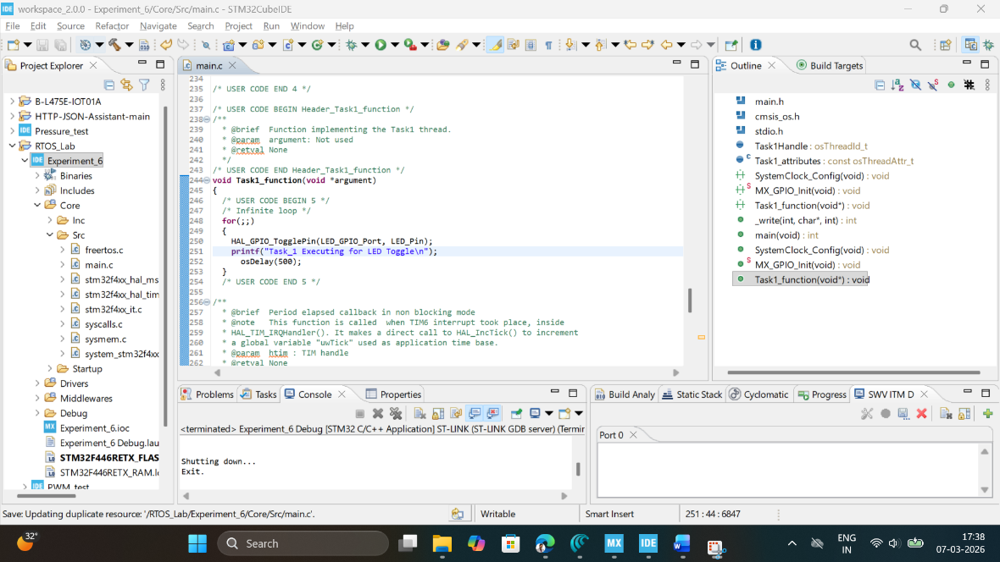 IDE workspace_2.0.0 - Experiment_6/Core/Src/main.c - STM32CubeIDE
File Edit Source Refactor Navigate Search Project Run Window Help
Project Explorer
B-L475E-IOT01A
HTTP-JSON-Assistant-main
IDE Pressure_test
RTOS_Lab
IDE Experiment_6
Binaries
Includes
Core
Inc
Src
freertos.c
main.c
stm32f4xx_hal_ms
stm32f4xx_hal_tim
stm32f4xx_it.c
syscalls.c
sysmem.c
system_stm32f4xx
Startup
Drivers
Middlewares
Debug
MX Experiment_6.ioc
Experiment_6 Debug.lau
STM32F446RETX_FLAS
STM32F446RETX_RAM.l
IDE PWM_test
main.c
234
235 /* USER CODE END 4 */
236
237 /* USER CODE BEGIN Header_Task1_function */
238 /**
239 * @brief Function implementing the Task1 thread.
240 * @param argument: Not used
241 * @retval None
242 */
243 /* USER CODE END Header_Task1_function */
244 void Task1_function(void *argument)
245 {
246 /* USER CODE BEGIN 5 */
247 /* Infinite loop */
248 for(;;)
249 {
250 HAL_GPIO_TogglePin(LED_GPIO_Port, LED_Pin);
251 printf("Task_1 Executing for LED Toggle\n");
252 osDelay(500);
253 }
254 /* USER CODE END 5 */
255
256 /**
257 * @brief Period elapsed callback in non blocking mode
258 * @note This function is called when TIM6 interrupt took place, inside
259 * HAL_TIM_IRQHandler(). It makes a direct call to HAL_IncTick() to increment
260 * a global variable "uwTick" used as application time base.
261 * @param htim : TIM handle
262 * @retval None
Outline Build Targets
main.h
cmsis_os.h
stdio.h
Task1Handle : osThreadId_t
Task1_attributes : const osThreadAttr_t
SystemClock_Config(void) : void
MX_GPIO_Init(void) : void
Task1_function(void*) : void
_write(int, char*, int) : int
main(void) : int
SystemClock_Config(void) : void
MX_GPIO_Init(void) : void
Task1_function(void*) : void
Problems Tasks Console Properties
<terminated> Experiment_6 Debug [STM32 C/C++ Application] ST-LINK (ST-LINK GDB server) (Termir
Shutting down...
Exit.
Build Analy Static Stack Cyclomatic Progress SWV ITM D
Port 0
Save: Updating duplicate resource: '/RTOS_Lab/Experiment_6/Core/Src/main.c'.
Writable
Smart Insert
251 : 44 : 6847
32°
Search
MX
IDE
ENG
IN
17:38
07-03-2026